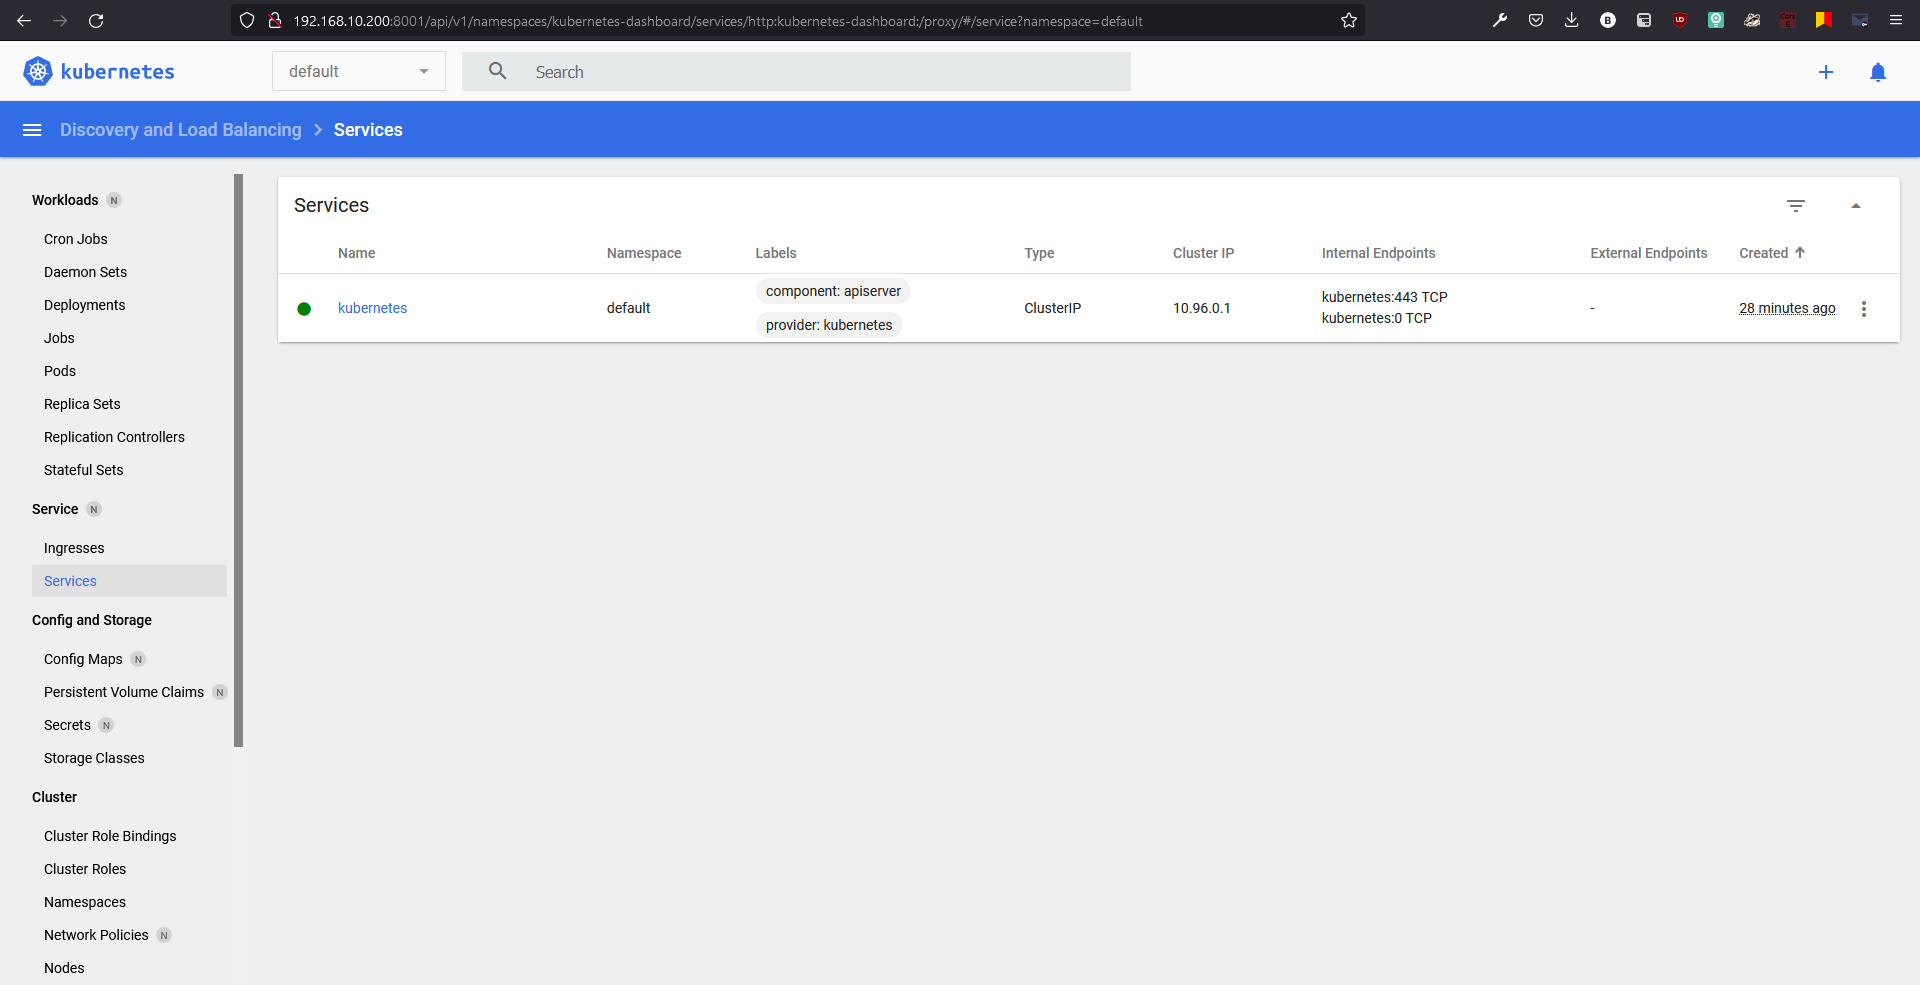 192.168.10.200:8001/api/v1/namespaces/kubernetes-dashboard/services/http:kubernetes-dashboard:/proxy/#/service?namespace=default
kubernetes
default
Search
Discovery and Load Balancing
Services
Workloads N
Cron Jobs
Daemon Sets
Deployments
Jobs
Pods
Replica Sets
Replication Controllers
Stateful Sets
Service N
Ingresses
Services
Config and Storage
Config Maps N
Persistent Volume Claims N
Secrets N
Storage Classes
Cluster
Cluster Role Bindings
Cluster Roles
Namespaces
Network Policies N
Nodes
Services
Name Namespace Labels Type Cluster IP Internal Endpoints External Endpoints Created
kubernetes default component: apiserver
provider: kubernetes
ClusterIP 10.96.0.1 kubernetes:443 TCP
kubernetes:0 TCP
- 28 minutes ago